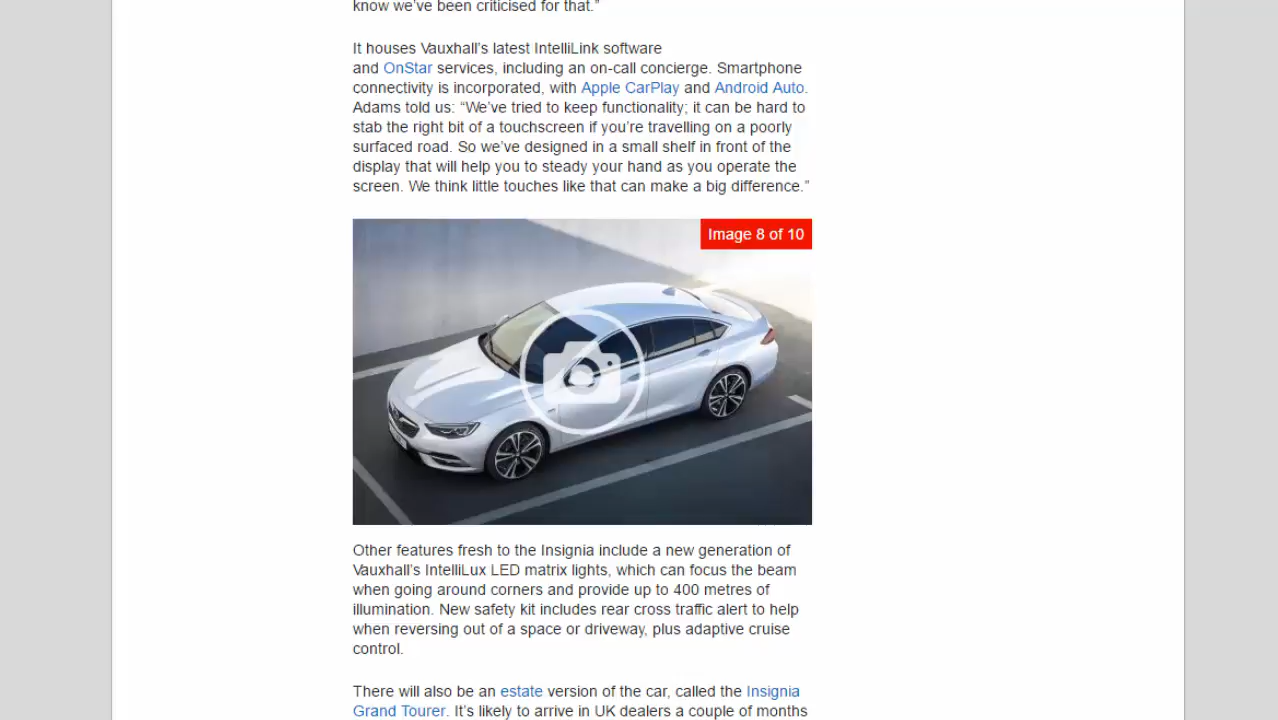 know we've been criticised for that.”
It houses Vauxhall's latest IntelliLink software
and OnStar services, including an on-call concierge. Smartphone
connectivity is incorporated, with Apple CarPlay and Android Auto.
Adams told us: “We've tried to keep functionality; it can be hard to
stab the right bit of a touchscreen if you're travelling on a poorly
surfaced road. So we've designed in a small shelf in front of the
display that will help you to steady your hand as you operate the
screen. We think little touches like that can make a big difference.”
Image 8 of 10
Other features fresh to the Insignia include a new generation of
Vauxhall's IntelliLux LED matrix lights, which can focus the beam
when going around corners and provide up to 400 metres of
illumination. New safety kit includes rear cross traffic alert to help
when reversing out of a space or driveway, plus adaptive cruise
control.
There will also be an estate version of the car, called the Insignia
Grand Tourer. It's likely to arrive in UK dealers a couple of months